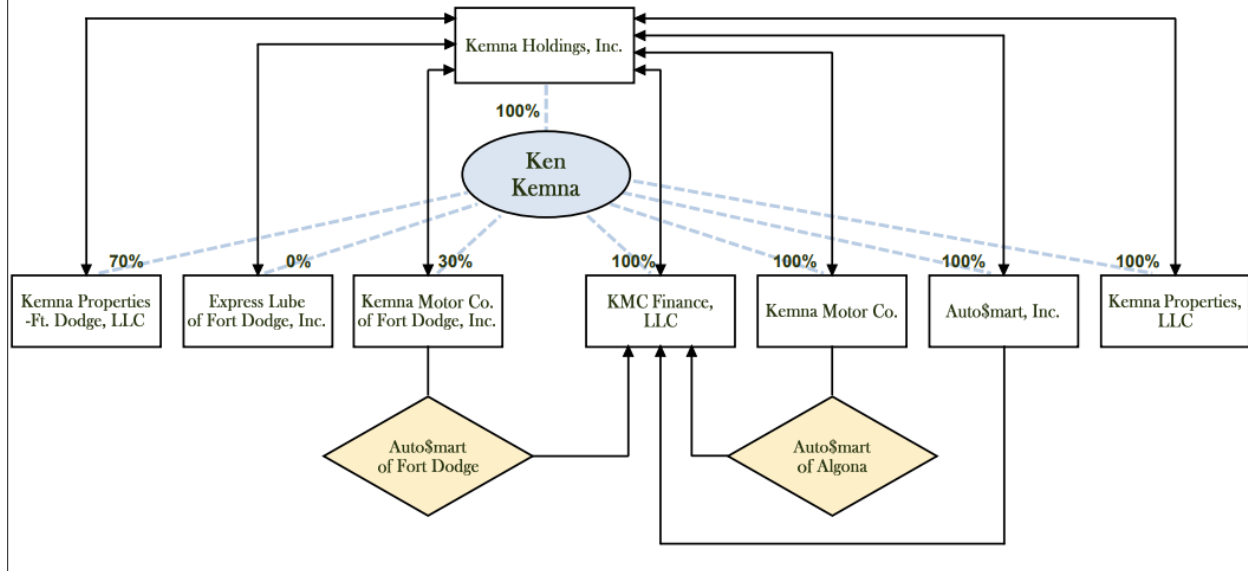 Kemna Holdings, Inc.
100%
Ken
Kemna
70%
0%
30%
100%
100%
100%
100%
Kemna Properties
-Ft. Dodge, LLC
Express Lube
of Fort Dodge, Inc.
Kemna Motor Co.
of Fort Dodge, Inc.
KMC Finance,
LLC
Kemna Motor Co.
Auto$mart, Inc.
Kemna Properties,
LLC
Auto$mart
of Fort Dodge
Auto$mart
of Algona